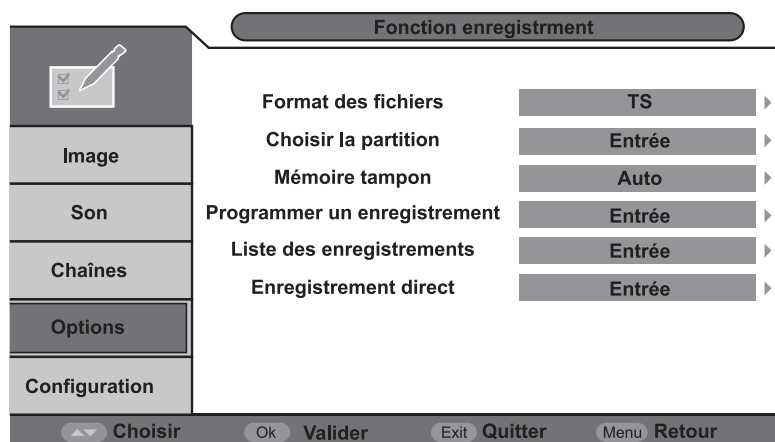 Fonction enregistrment
Format des fichiers TS
Choisir la partition Entrée
Mémoire tampon Auto
Programmer un enregistrement Entrée
Liste des enregistrements Entrée
Enregistrement direct Entrée
Image
Son
Chaînes
Options
Configuration
Choisir Ok Valider Exit Quitter Menu Retour